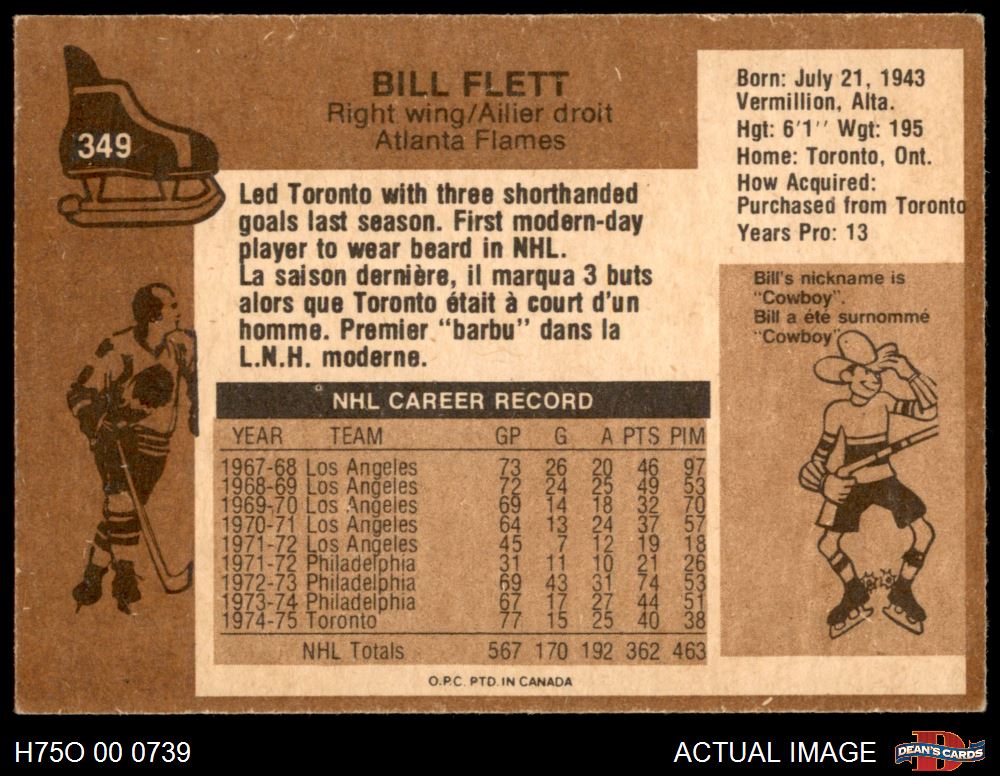 349
BILL FLETT
Right wing/Ailier droit
Atlanta Flames
Born: July 21, 1943
Vermillion, Alta.
Hgt: 6'1'' Wgt: 195
Home: Toronto, Ont.
How Acquired:
Purchased from Toronto
Years Pro: 13
Led Toronto with three shorthanded
goals last season. First modern-day
player to wear beard in NHL.
La saison dernière, il marqua 3 buts
alors que Toronto était à court d'un
homme. Premier "barbu" dans la
L.N.H. moderne.
Bill's nickname is
"Cowboy".
Bill a été surnommé
"Cowboy"
NHL CAREER RECORD
YEAR TEAM GP G A PTS PIM
1967-68 Los Angeles 73 26 20 46 97
1968-69 Los Angeles 72 24 25 49 53
1969-70 Los Angeles 69 14 18 32 70
1970-71 Los Angeles 64 13 24 37 57
1971-72 Los Angeles 45 7 12 19 18
1971-72 Philadelphia 31 11 10 21 26
1972-73 Philadelphia 69 43 31 74 53
1973-74 Philadelphia 67 17 27 44 51
1974-75 Toronto 77 15 25 40 38
NHL Totals 567 170 192 362 463
O.P.C. PTD. IN CANADA
H75O 00 0739
ACTUAL IMAGE
DEAN'S CARDS